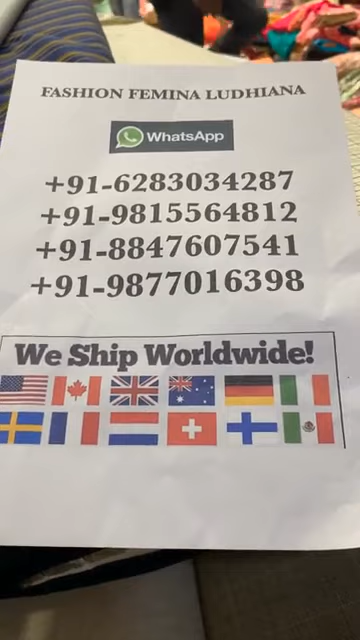 FASHION FEMINA LUDHIANA
WhatsApp
+91-6283034287
+91-9815564812
+91-8847607541
+91-9877016398
We Ship Worldwide!